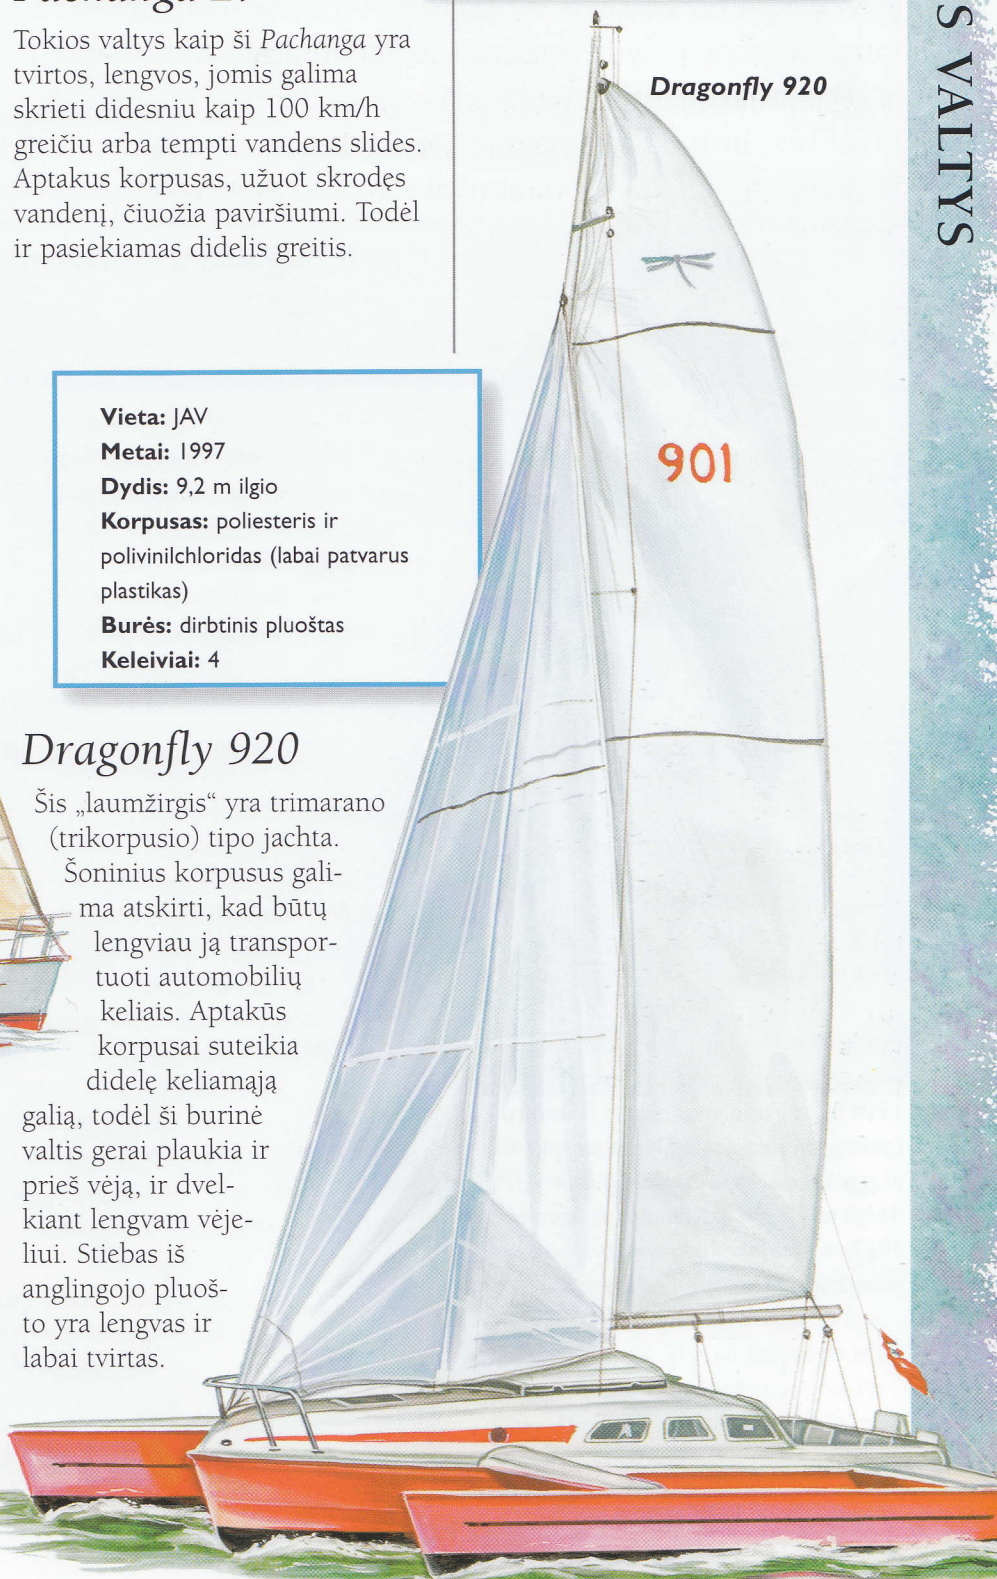 Tokios valtys kaip ši Pachanga yra
tvirtos, lengvos, jomis galima
skrieti didesniu kaip 100 km/h
greičiu arba tempti vandens slides.
Aptakus korpusas, užuot skrodęs
vandenį, čiuožia paviršiumi. Todėl
ir pasiekiamas didelis greitis.
Dragonfly 920
S VALTYS
901
Vieta: JAV
Metai: 1997
Dydis: 9,2 m ilgio
Korpusas: poliesteris ir
polivinilchloridas (labai patvarus
plastikas)
Burės: dirbtinis pluoštas
Keleiviai: 4
Dragonfly 920
Šis „laumžirgis“ yra trimarano
(trikorpusio) tipo jachta.
Šoninius korpusus gali-
ma atskirti, kad būtų
lengviau ją transpor-
tuoti automobilių
keliais. Aptakūs
korpusai suteikia
didelę keliamąją
galią, todėl ši burinė
valtis gerai plaukia ir
prieš vėją, ir dvel-
kiant lengvam vėje-
liui. Stiebas iš
anglingojo pluoš-
to yra lengvas ir
labai tvirtas.